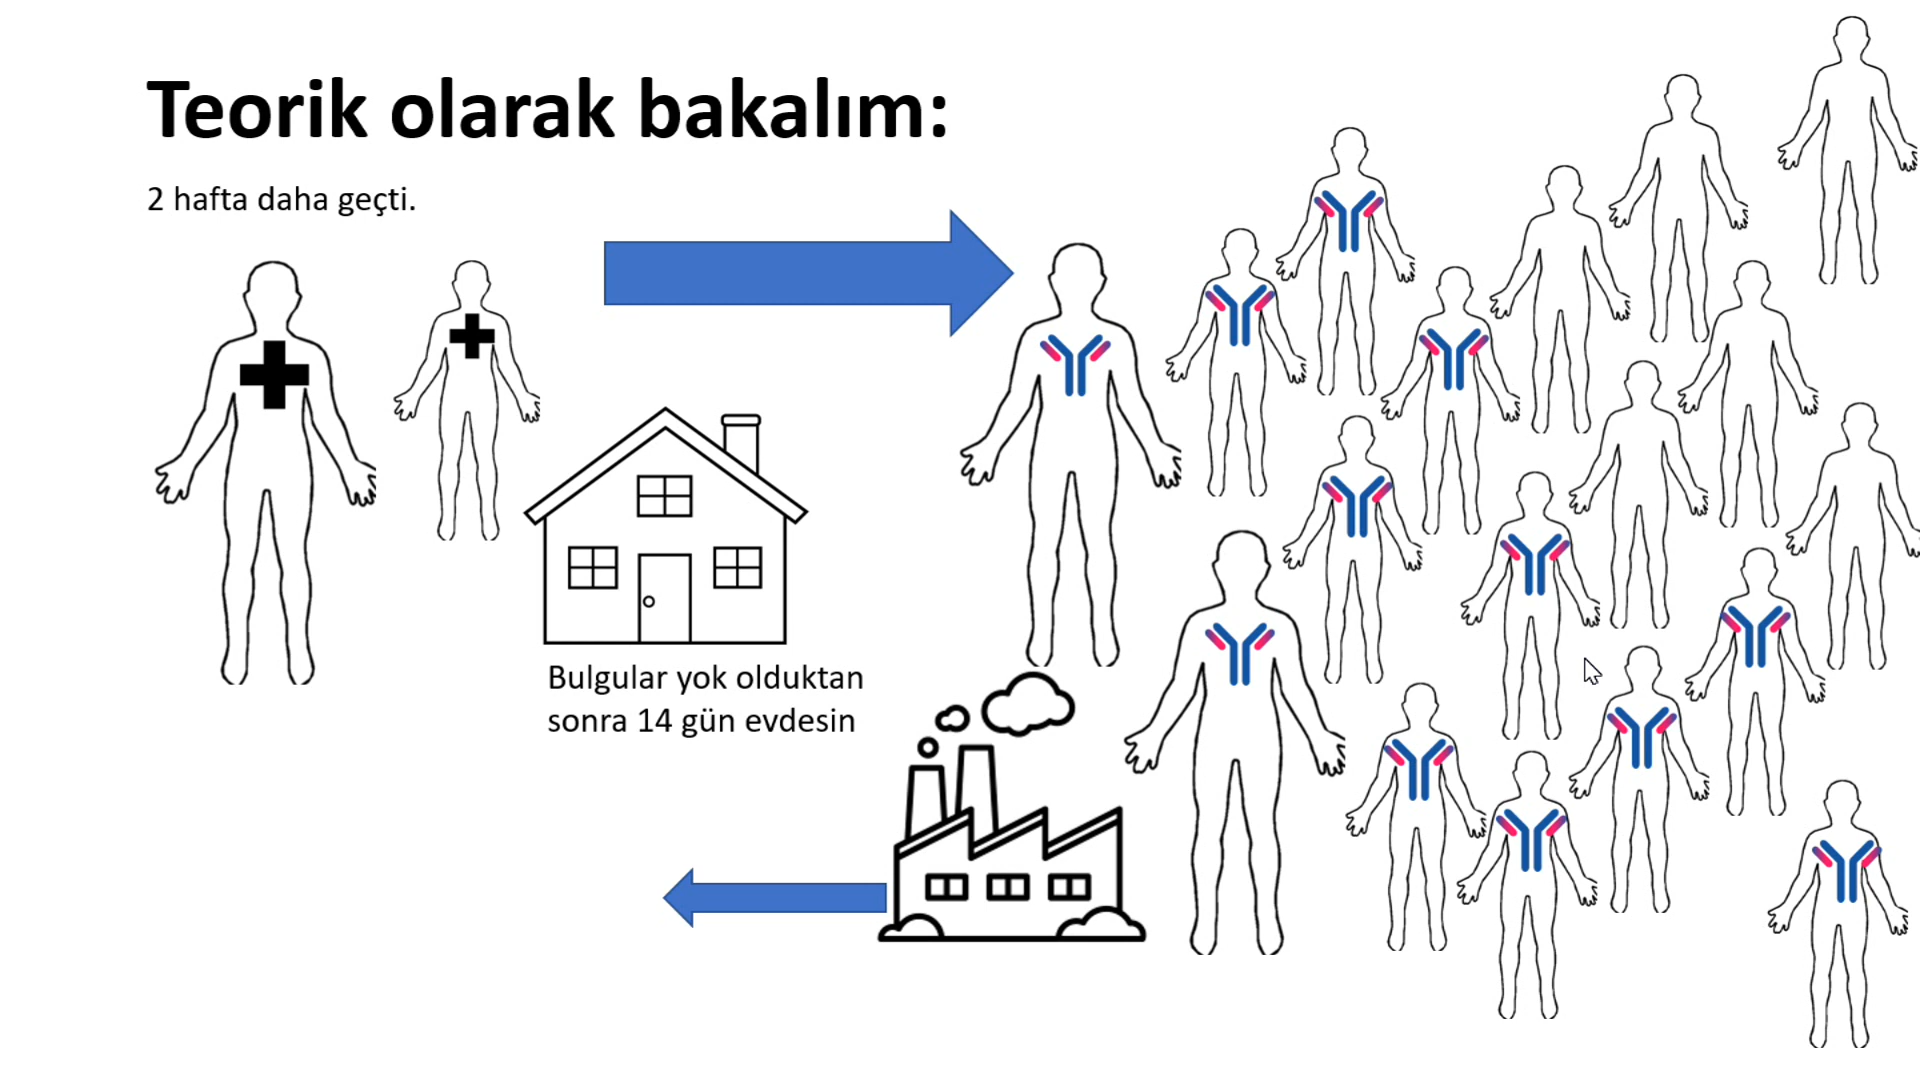 Teorik olarak bakalım:
2 hafta daha geçti.
Bulgular yok olduktan
sonra 14 gün evdesin